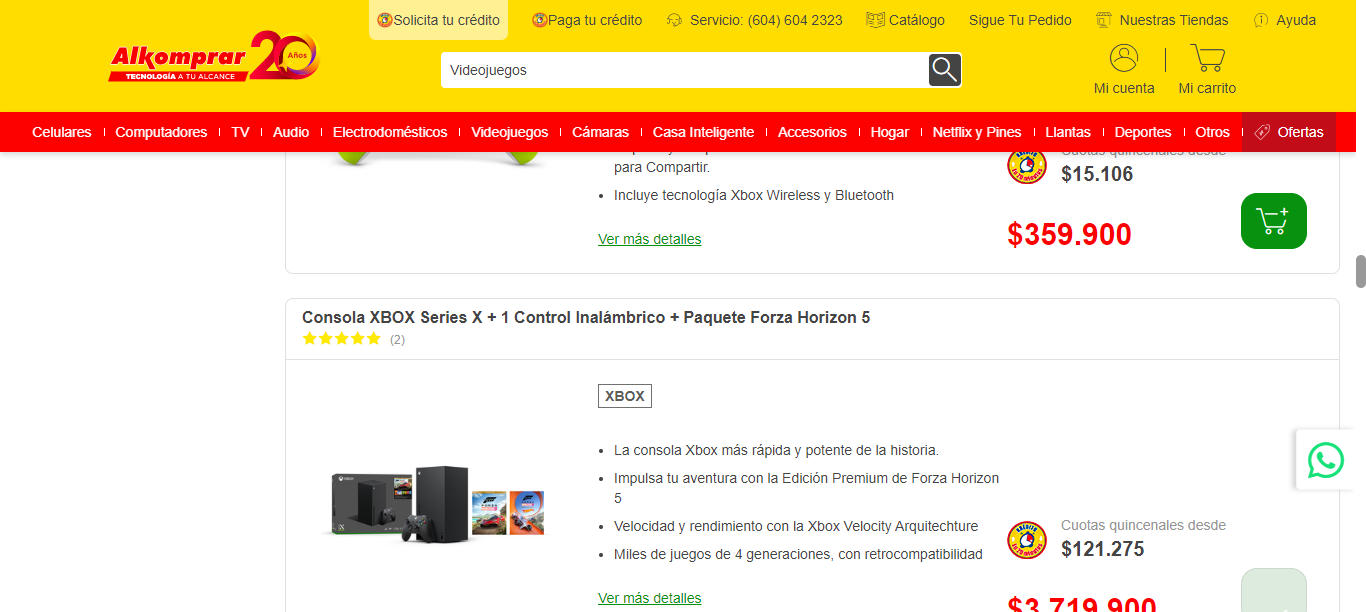 Solicita tu crédito
Paga tu crédito
Servicio: (604) 604 2323
Catálogo
Sigue Tu Pedido
Nuestras Tiendas
Ayuda
Alkomprar 20 Años
TECNOLOGÍA A TU ALCANCE
Videojuegos
Mi cuenta
Mi carrito
Celulares
Computadores
TV
Audio
Electrodomésticos
Videojuegos
Cámaras
Casa Inteligente
Accesorios
Hogar
Netflix y Pines
Llantas
Deportes
Otros
Ofertas
para Compartir.
Incluye tecnología Xbox Wireless y Bluetooth
Ver más detalles
Cuotas quincenales desde
$15.106
$359.900
Consola XBOX Series X + 1 Control Inalámbrico + Paquete Forza Horizon 5
(2)
XBOX
La consola Xbox más rápida y potente de la historia.
Impulsa tu aventura con la Edición Premium de Forza Horizon
5
Velocidad y rendimiento con la Xbox Velocity Arquitechture
Miles de juegos de 4 generaciones, con retrocompatibilidad
Ver más detalles
Cuotas quincenales desde
$121.275
$3.719.900